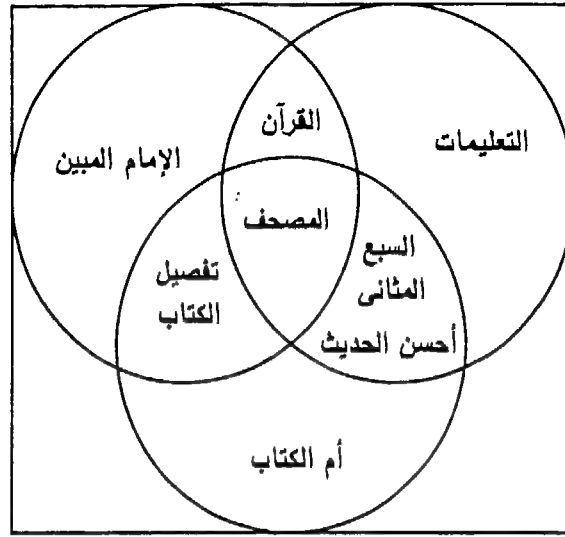 القرآن
التعليمات
الإمام المبين
المصحف
السبع
المثانى
أحسن الحديث
تفصيل
الكتاب
أم الكتاب